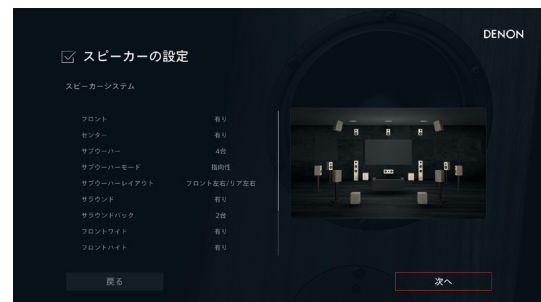 DENON
スピーカーの設定
スピーカーシステム
フロント 有り
センター 有り
サブウーハー 4台
サブウーハーモード 指向性
サブウーハーレイアウト フロント左右/リア左右
サラウンド 有り
サラウンドバック 2台
フロントワイド 有り
フロントハイト 有り
戻る
次へ